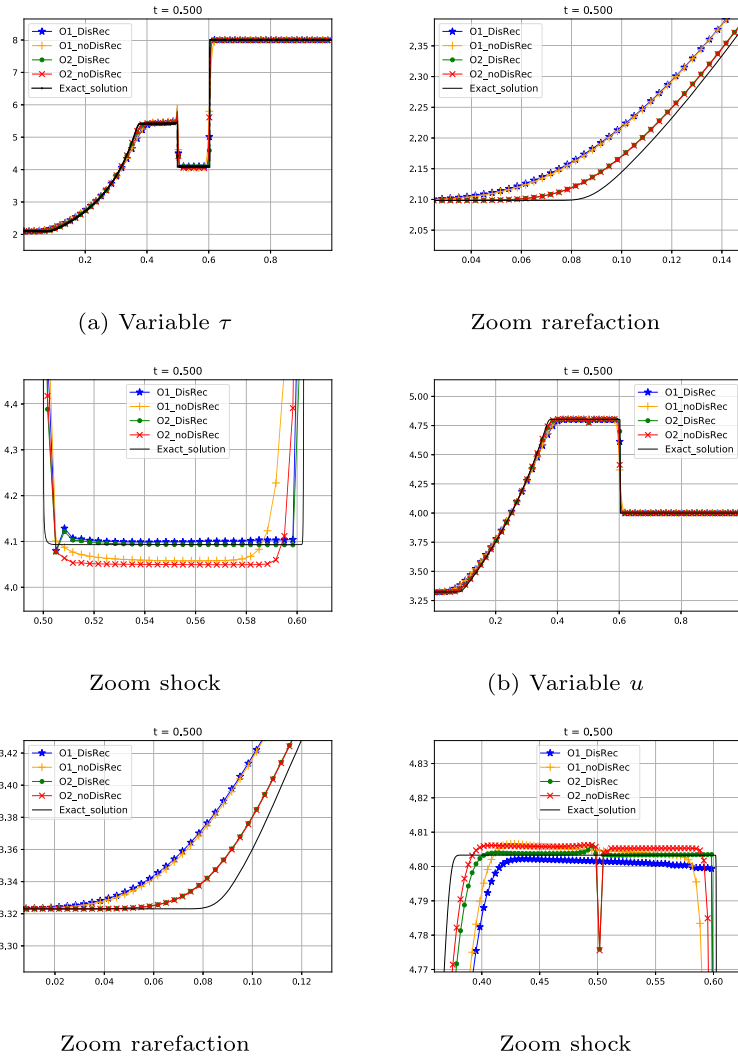 t = 0.500
O1_DisRec
O1_noDisRec
O2_DisRec
O2_noDisRec
Exact_solution
8
7
6
5
4
3
2
0.2 0.4 0.6 0.8
(a) Variable τ
t = 0.500
O1_DisRec
O1_noDisRec
O2_DisRec
O2_noDisRec
Exact_solution
2.35
2.30
2.25
2.20
2.15
2.10
2.05
0.04 0.06 0.08 0.10 0.12 0.14
Zoom rarefaction
t = 0.500
O1_DisRec
O1_noDisRec
O2_DisRec
O2_noDisRec
Exact_solution
4.4
4.3
4.2
4.1
4.0
0.50 0.52 0.54 0.56 0.58 0.60
Zoom shock
t = 0.500
O1_DisRec
O1_noDisRec
O2_DisRec
O2_noDisRec
Exact_solution
5.00
4.75
4.50
4.25
4.00
3.75
3.50
3.25
0.2 0.4 0.6 0.8
(b) Variable u
t = 0.500
O1_DisRec
O1_noDisRec
O2_DisRec
O2_noDisRec
Exact_solution
3.42
3.40
3.38
3.36
3.34
3.32
3.30
0.02 0.04 0.06 0.08 0.10 0.12
Zoom rarefaction
t = 0.500
O1_DisRec
O1_noDisRec
O2_DisRec
O2_noDisRec
Exact_solution
4.83
4.82
4.81
4.80
4.79
4.78
4.77
0.40 0.45 0.50 0.55 0.60
Zoom shock